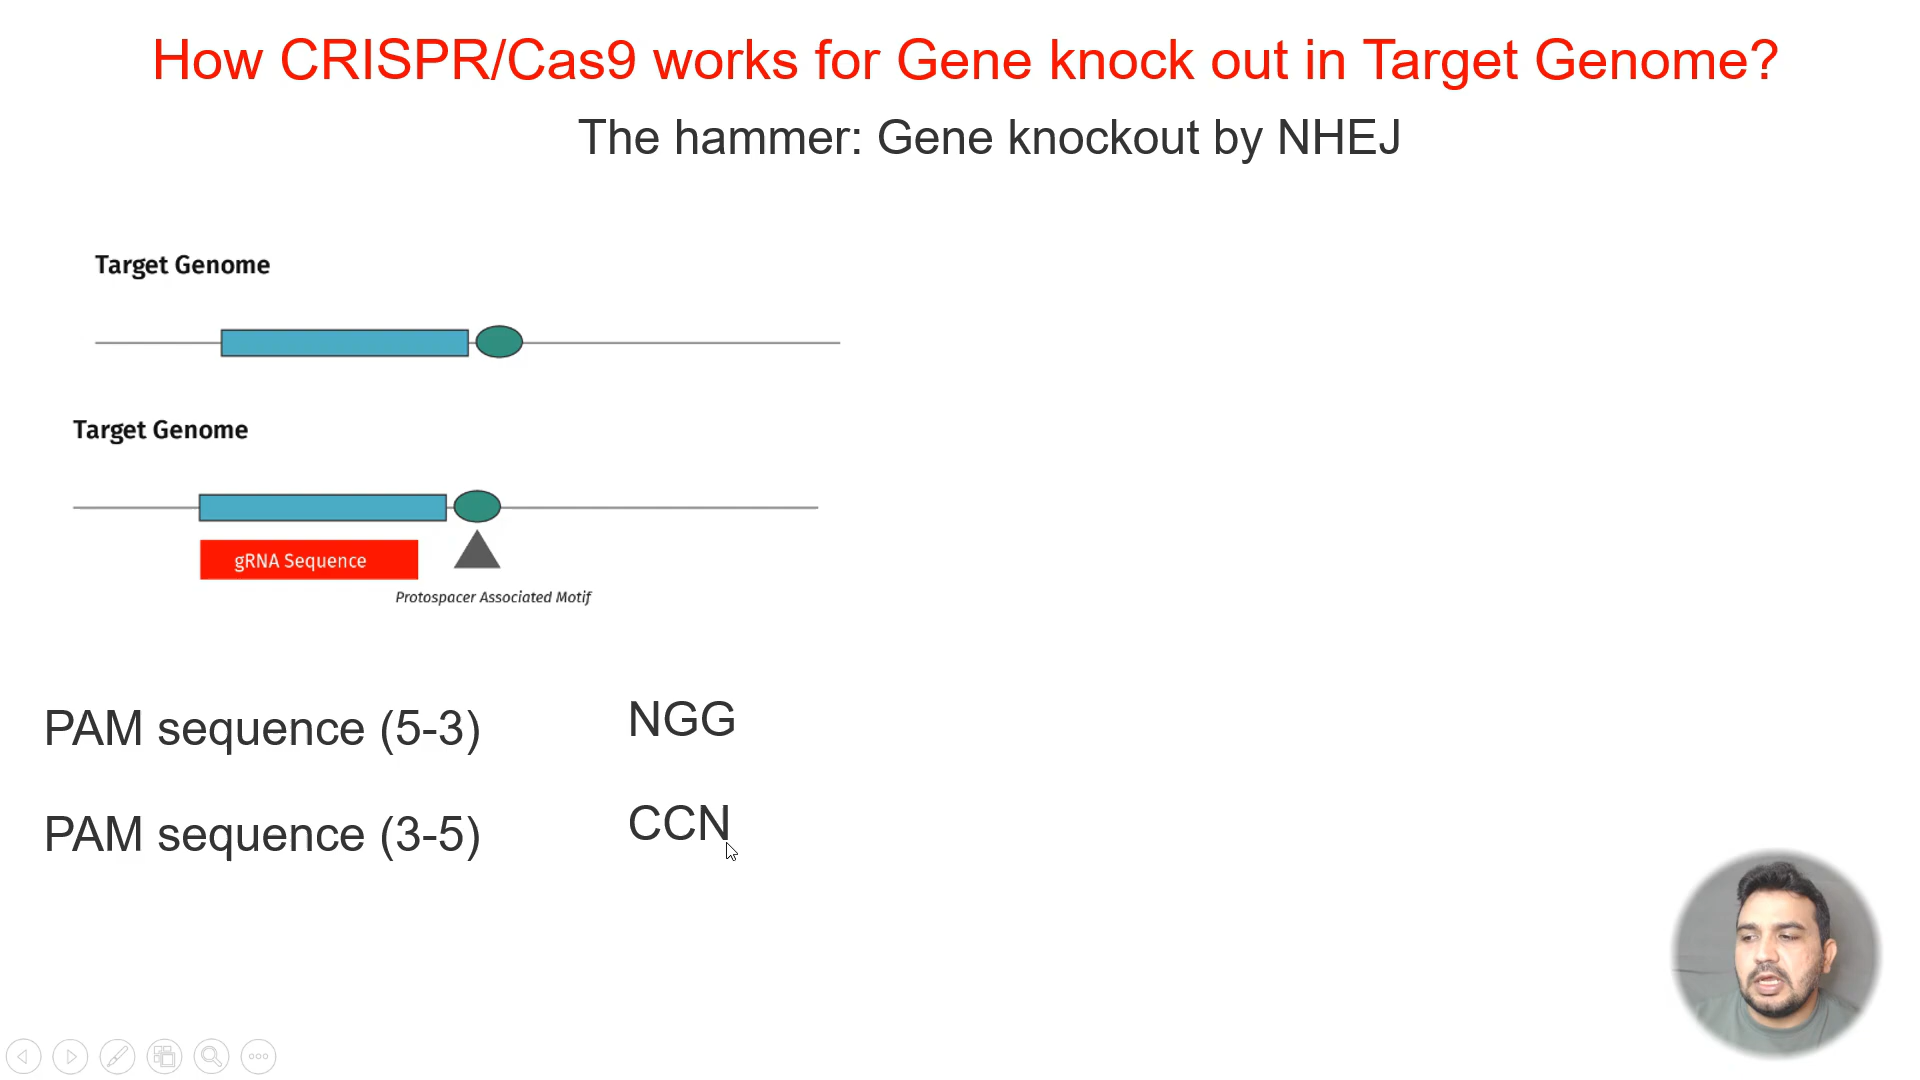 How CRISPR/Cas9 works for Gene knock out in Target Genome?
The hammer: Gene knockout by NHEJ
Target Genome
Target Genome
gRNA Sequence
Protospacer Associated Motif
PAM sequence (5-3) NGG
PAM sequence (3-5) CCN